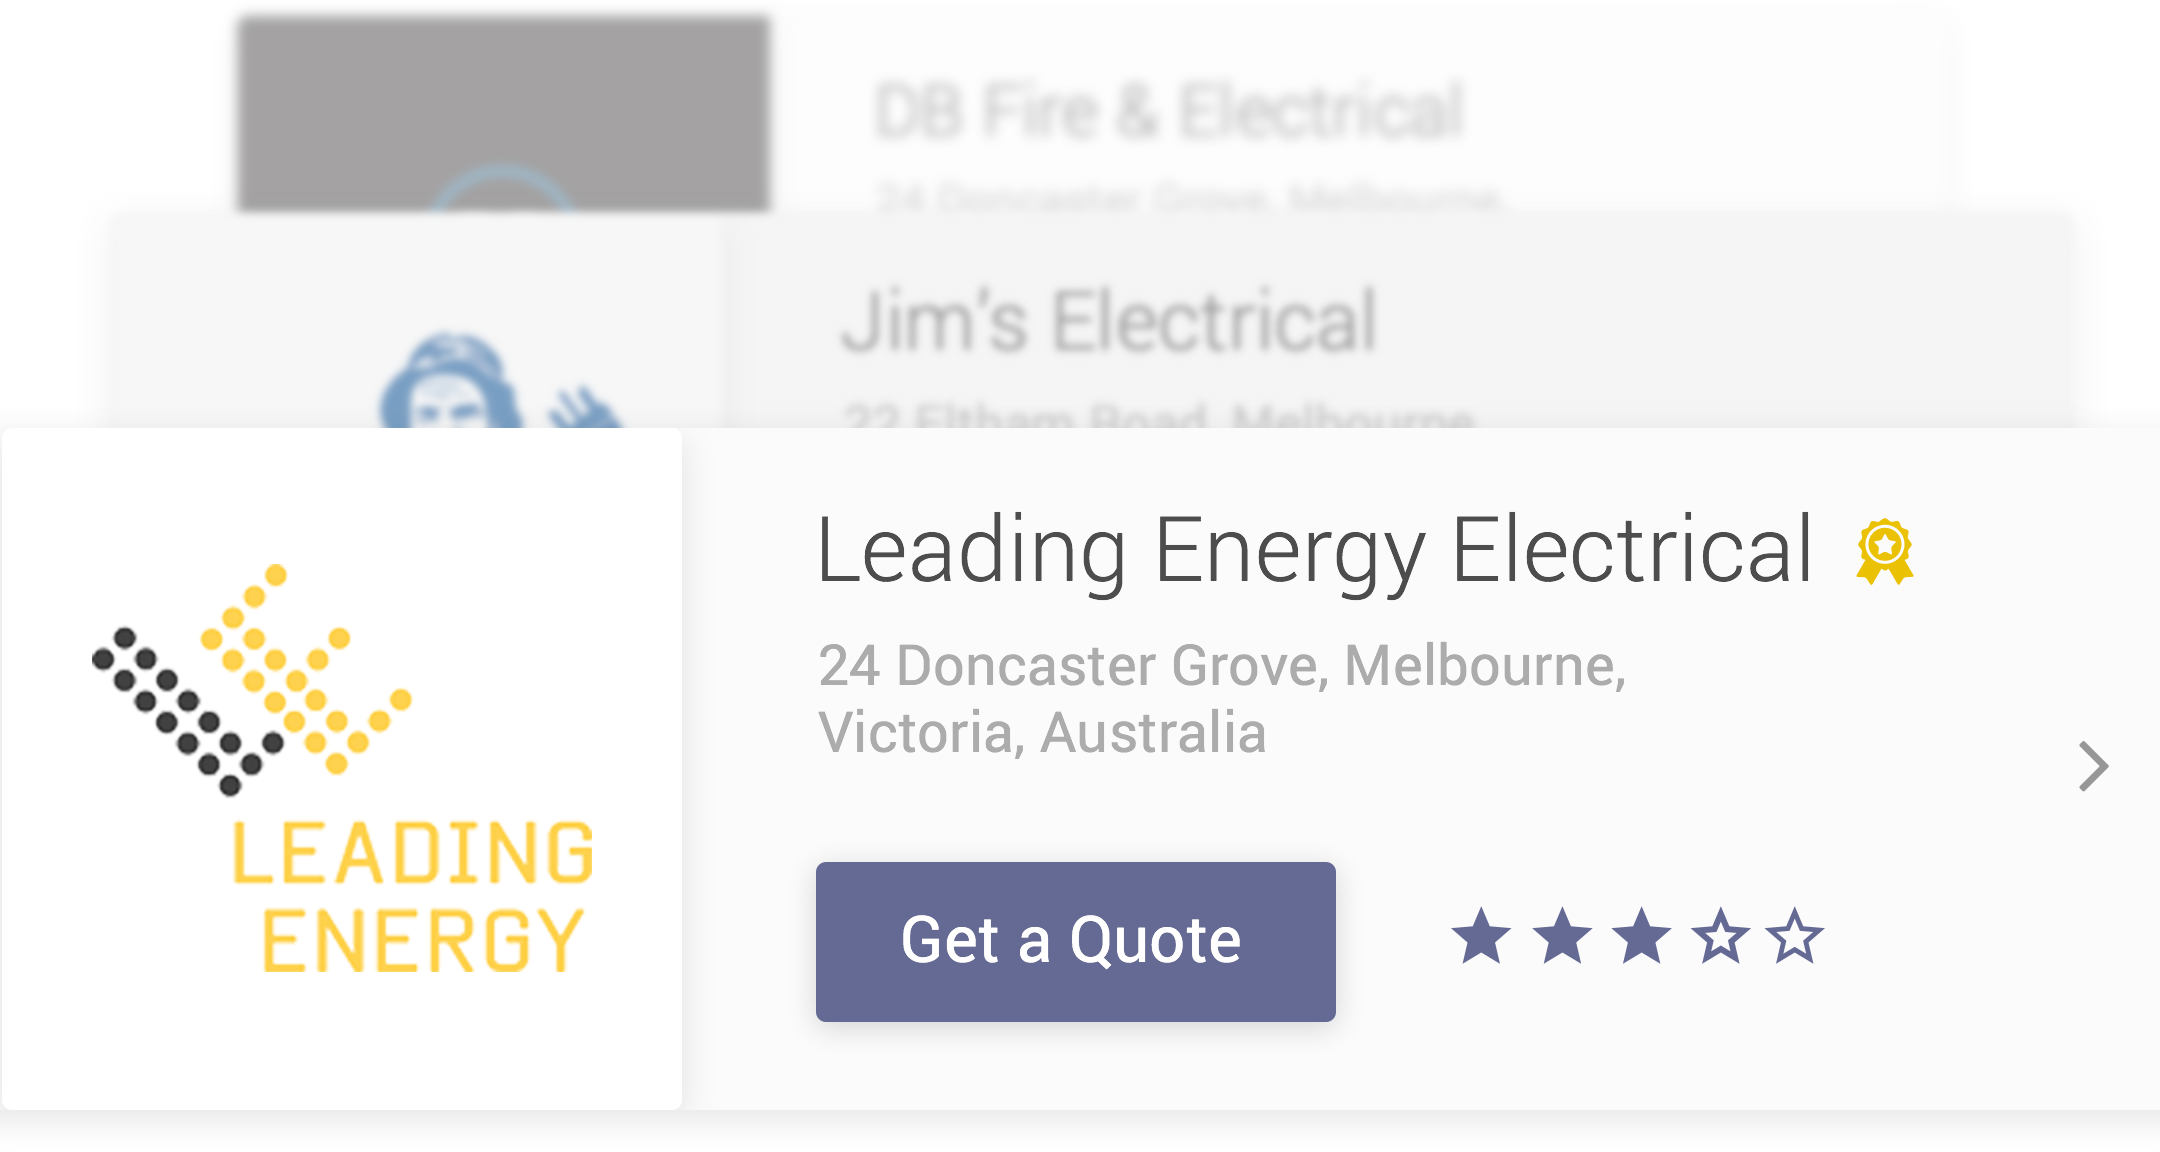 DB Fire & Electrical
24 Doncaster Grove, Melbourne,
Jim's Electrical
22 Eltham Road, Melbourne
Leading Energy Electrical
24 Doncaster Grove, Melbourne,
Victoria, Australia
LEADING
ENERGY
Get a Quote